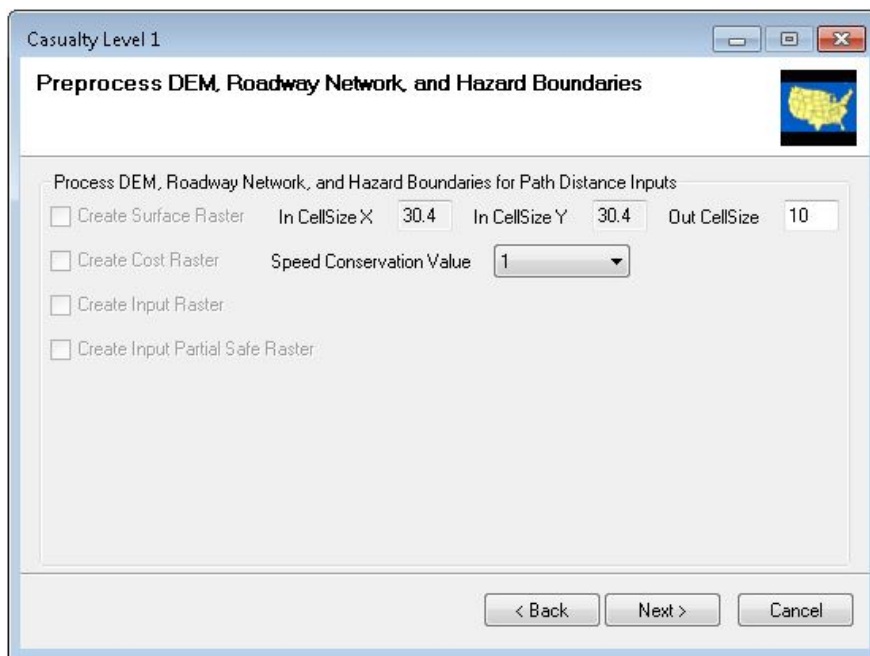 Casualty Level 1
Preprocess DEM, Roadway Network, and Hazard Boundaries
Process DEM, Roadway Network, and Hazard Boundaries for Path Distance Inputs
Create Surface Raster In CellSize X 30.4 In CellSize Y 30.4 Out CellSize 10
Create Cost Raster Speed Conservation Value 1
Create Input Raster
Create Input Partial Safe Raster
< Back Next > Cancel